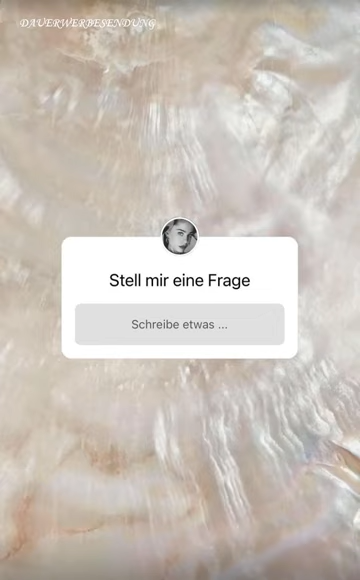 DAUERWERBESENDUNG
Stell mir eine Frage
Schreibe etwas ...